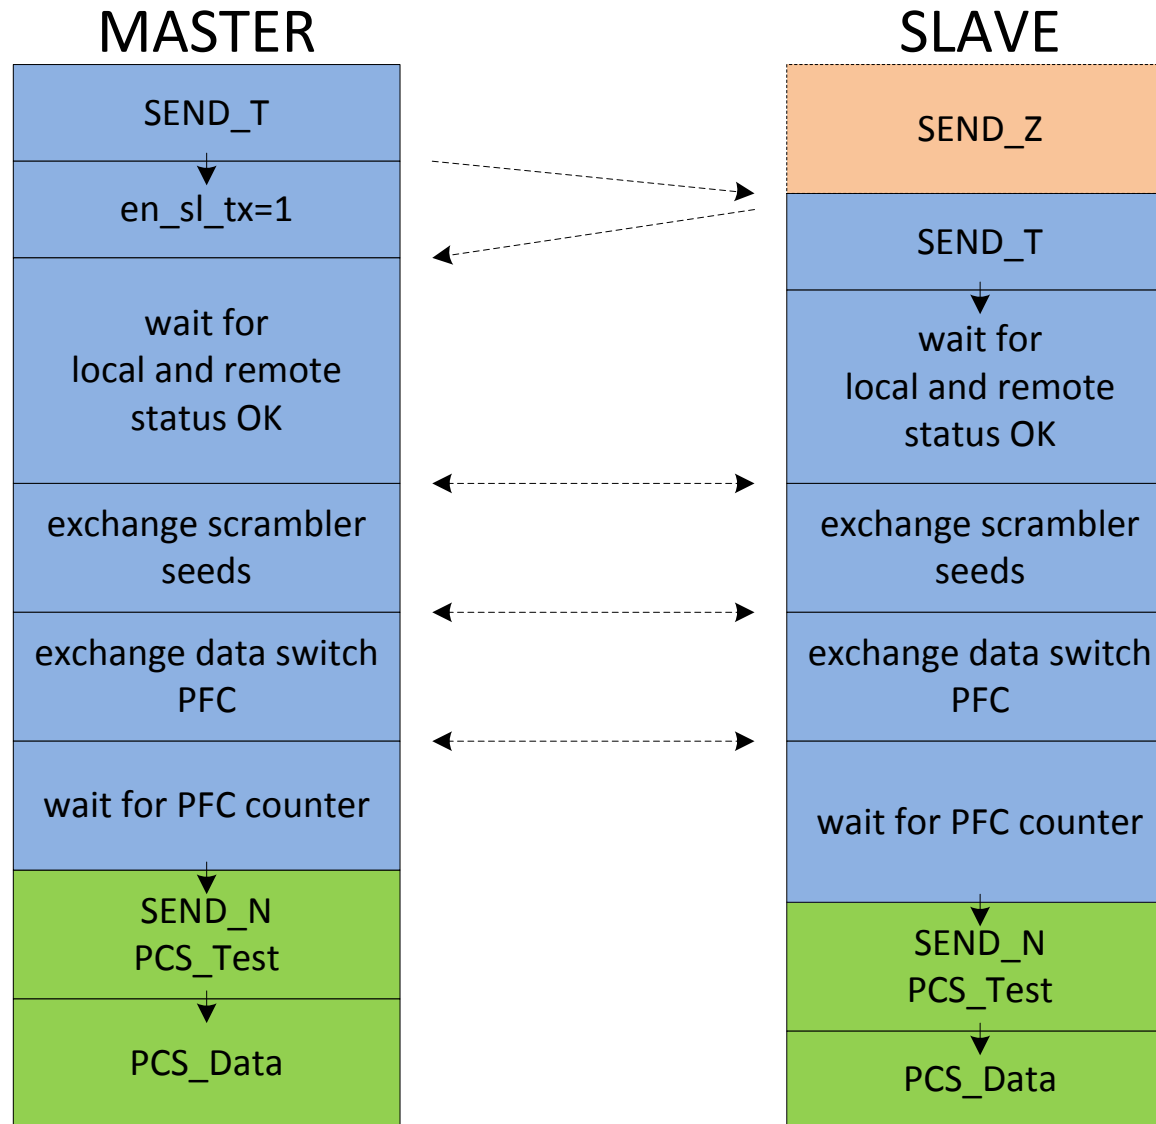 MASTER
SEND_T
en_sl_tx=1
wait for
local and remote
status OK
exchange scrambler
seeds
exchange data switch
PFC
wait for PFC counter
SEND_N
PCS_Test
PCS_Data
SLAVE
SEND_Z
SEND_T
wait for
local and remote
status OK
exchange scrambler
seeds
exchange data switch
PFC
wait for PFC counter
SEND_N
PCS_Test
PCS_Data